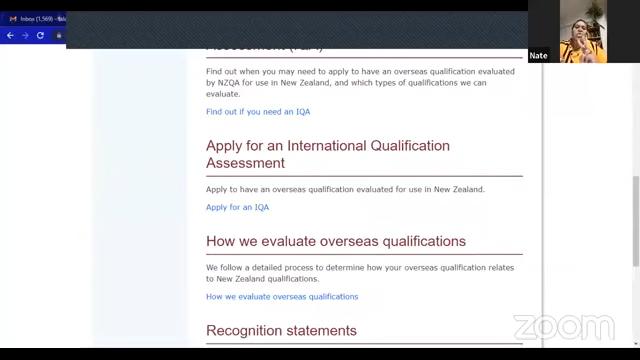 Inbox (1,569)
Nate
Find out when you may need to apply to have an overseas qualification evaluated
by NZQA for use in New Zealand, and which types of qualifications we can
evaluate.
Find out if you need an IQA
Apply for an International Qualification
Assessment
Apply to have an overseas qualification evaluated for use in New Zealand.
Apply for an IQA
How we evaluate overseas qualifications
We follow a detailed process to determine how your overseas qualification relates
to New Zealand qualifications.
How we evaluate overseas qualifications
Recognition statements
zoom